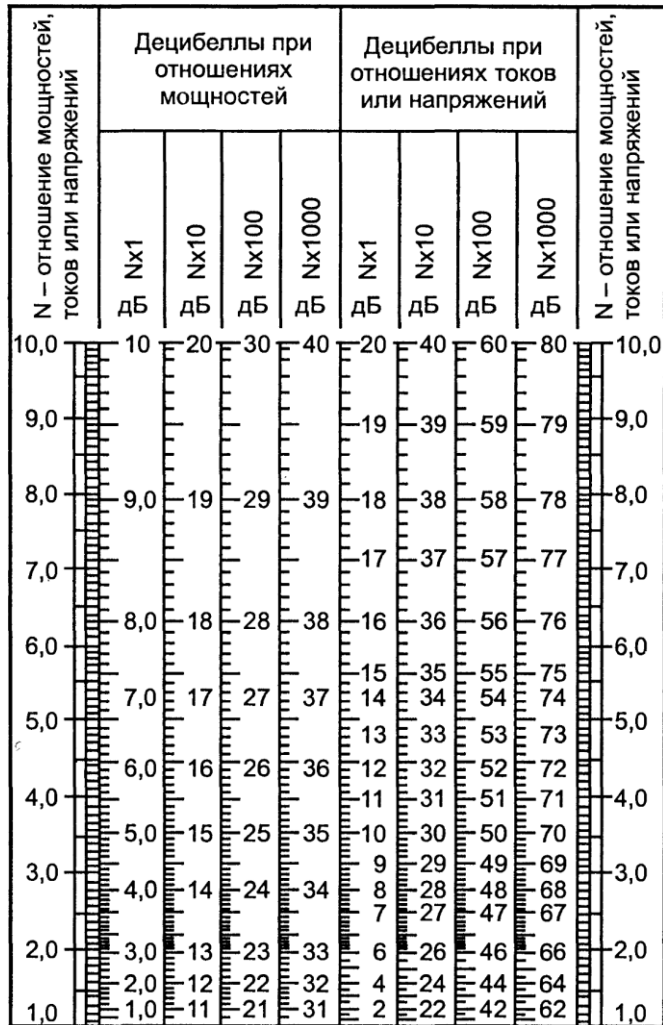 N – отношение мощностей,
токов или напряжений
Децибеллы при
отношениях
мощностей
Децибеллы при
отношениях токов
или напряжений
N – отношение мощностей,
токов или напряжений
Nx1 Nx10 Nx100 Nx1000 Nx1 Nx10 Nx100 Nx1000
дБ дБ дБ дБ дБ дБ дБ дБ
10,0 10 20 30 40 20 40 60 80 10,0
9,0 19 39 59 79 9,0
8,0 9,0 19 29 39 18 38 58 78 8,0
7,0 17 37 57 77 7,0
8,0 18 28 38 16 36 56 76
6,0 6,0
15 35 55 75
7,0 17 27 37 14 34 54 74
5,0 5,0
13 33 53 73
6,0 16 26 36 12 32 52 72
4,0 11 31 51 71 4,0
5,0 15 25 35 10 30 50 70
3,0 9 29 49 69 3,0
4,0 14 24 34 8 28 48 68
7 27 47 67
2,0 3,0 13 23 33 6 26 46 66 2,0
2,0 12 22 32 4 24 44 64
1,0 1,0 11 21 31 2 22 42 62 1,0